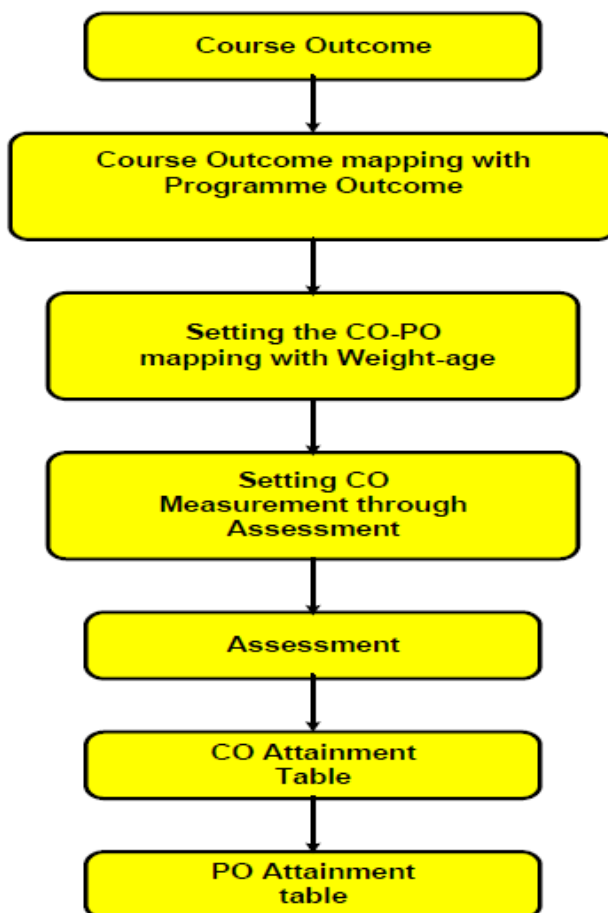 Course Outcome
Course Outcome mapping with
Programme Outcome
Setting the CO-PO
mapping with Weight-age
Setting CO
Measurement through
Assessment
Assessment
CO Attainment
Table
PO Attainment
table